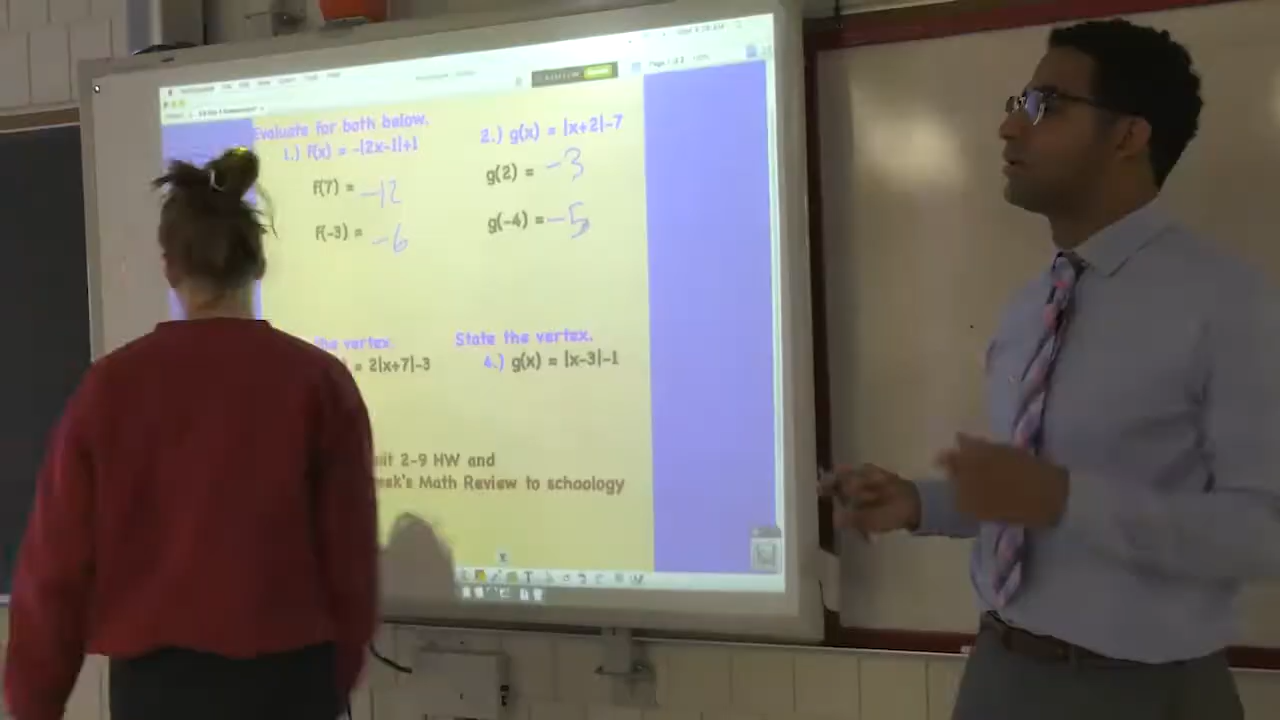 Evaluate for both below.
1.) f(x) = -|2x-1|+1
f(7) = -12
f(-3) = -6
2.) g(x) = |x+2|-7
g(2) = -3
g(-4) = -5
the vertex.
= 2|x+7|-3
State the vertex.
4.) g(x) = |x-3|-1
2-9 HW and
Math Review to schoology